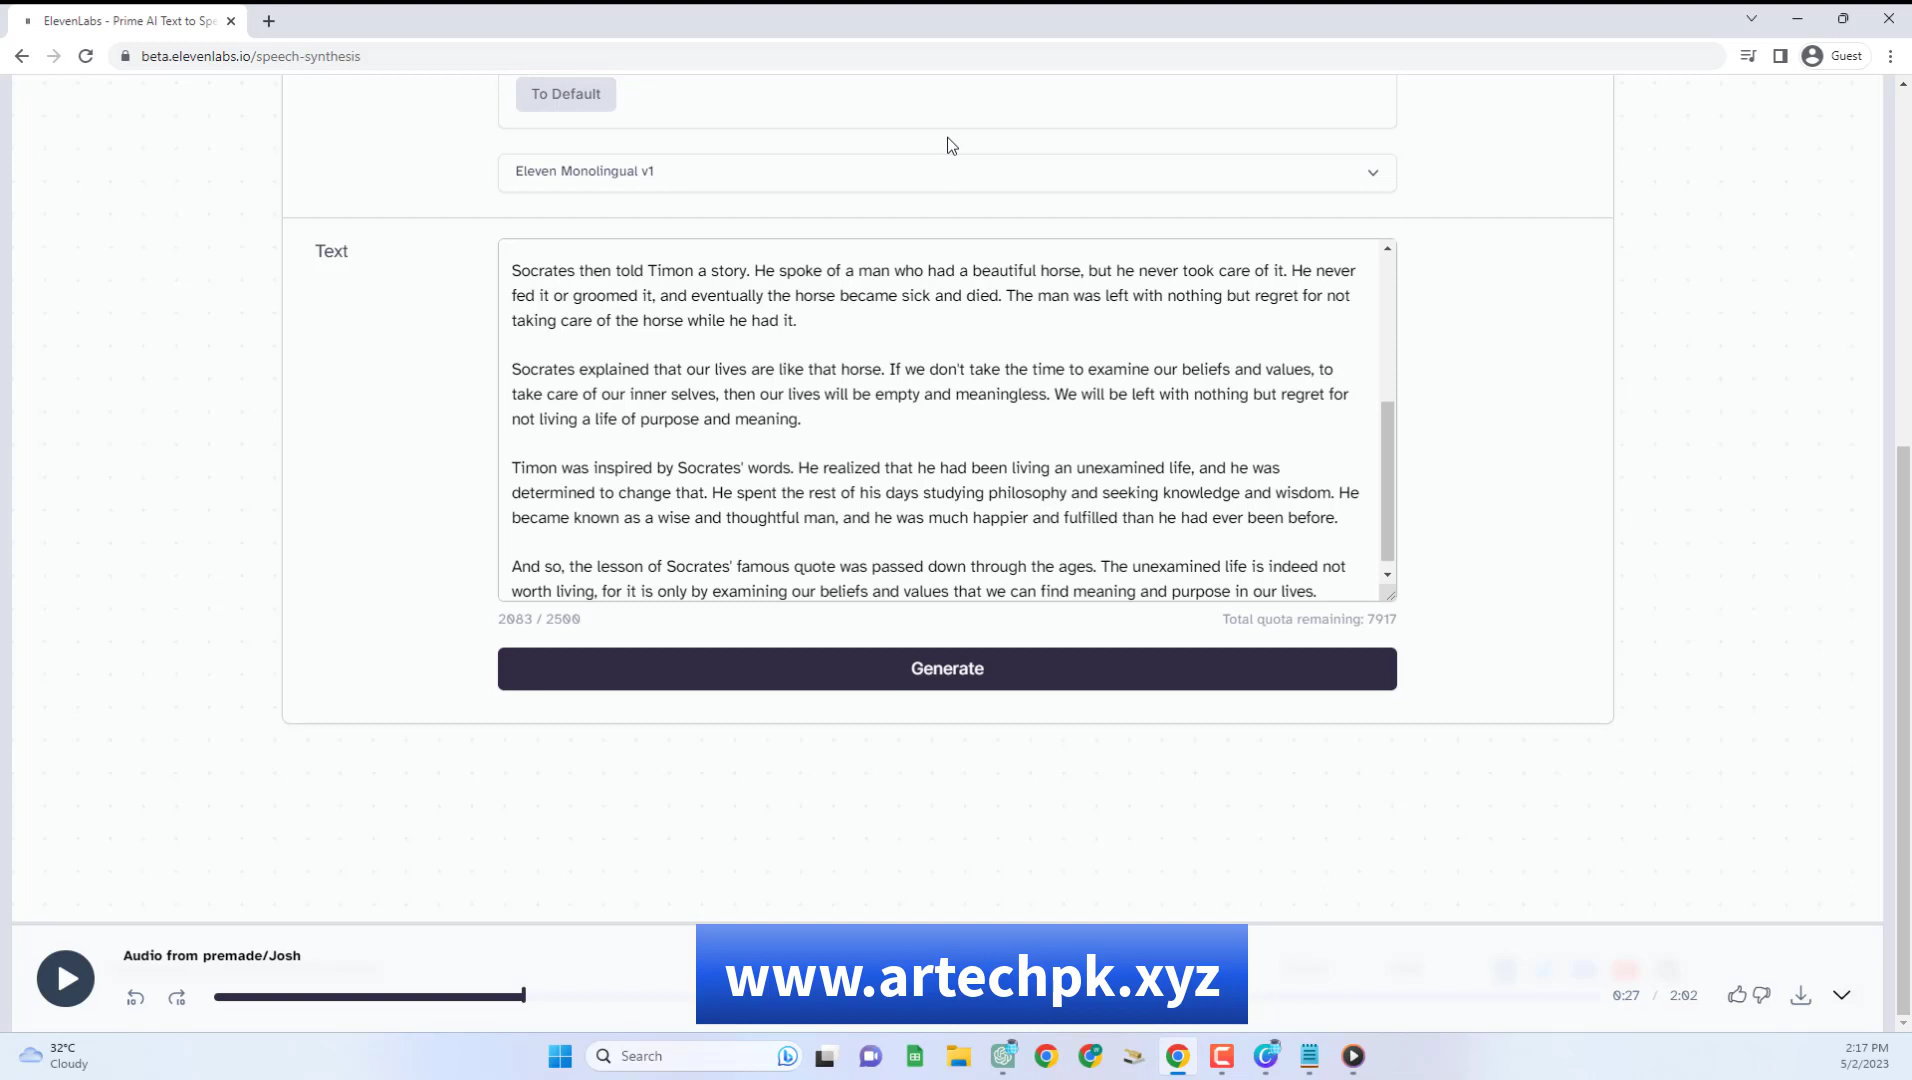 ElevenLabs - Prime AI Text to Spe
beta.elevenlabs.io/speech-synthesis
Guest
To Default
Eleven Monolingual v1
Text
Socrates then told Timon a story. He spoke of a man who had a beautiful horse, but he never took care of it. He never
fed it or groomed it, and eventually the horse became sick and died. The man was left with nothing but regret for not
taking care of the horse while he had it.
Socrates explained that our lives are like that horse. If we don't take the time to examine our beliefs and values, to
take care of our inner selves, then our lives will be empty and meaningless. We will be left with nothing but regret for
not living a life of purpose and meaning.
Timon was inspired by Socrates' words. He realized that he had been living an unexamined life, and he was
determined to change that. He spent the rest of his days studying philosophy and seeking knowledge and wisdom. He
became known as a wise and thoughtful man, and he was much happier and fulfilled than he had ever been before.
And so, the lesson of Socrates' famous quote was passed down through the ages. The unexamined life is indeed not
worth living, for it is only by examining our beliefs and values that we can find meaning and purpose in our lives.
2083 / 2500
Total quota remaining: 7917
Generate
Audio from premade/Josh
10
10
0:27 / 2:02
www.artechpk.xyz
32°C
Cloudy
Search
2:17 PM
5/2/2023